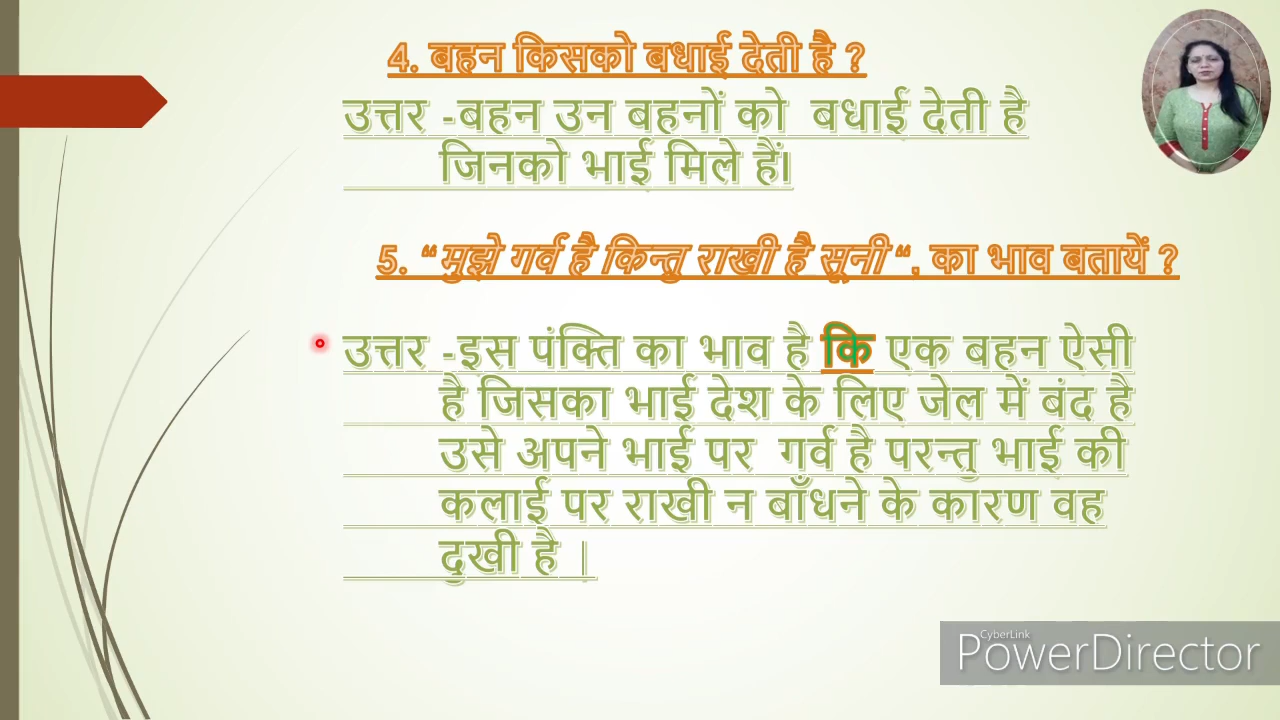 4. बहन किसको बधाई देती है ?
उत्तर -बहन उन बहनों को बधाई देती है
जिनको भाई मिले हैं।
5. “मुझे गर्व है किन्तु राखी है सूनी “. का भाव बतायें ?
उत्तर -इस पंक्ति का भाव है कि एक बहन ऐसी
है जिसका भाई देश के लिए जेल में बंद है
उसे अपने भाई पर गर्व है परन्तु भाई की
कलाई पर राखी न बाँधने के कारण वह
दुखी है |
CyberLink
PowerDirector